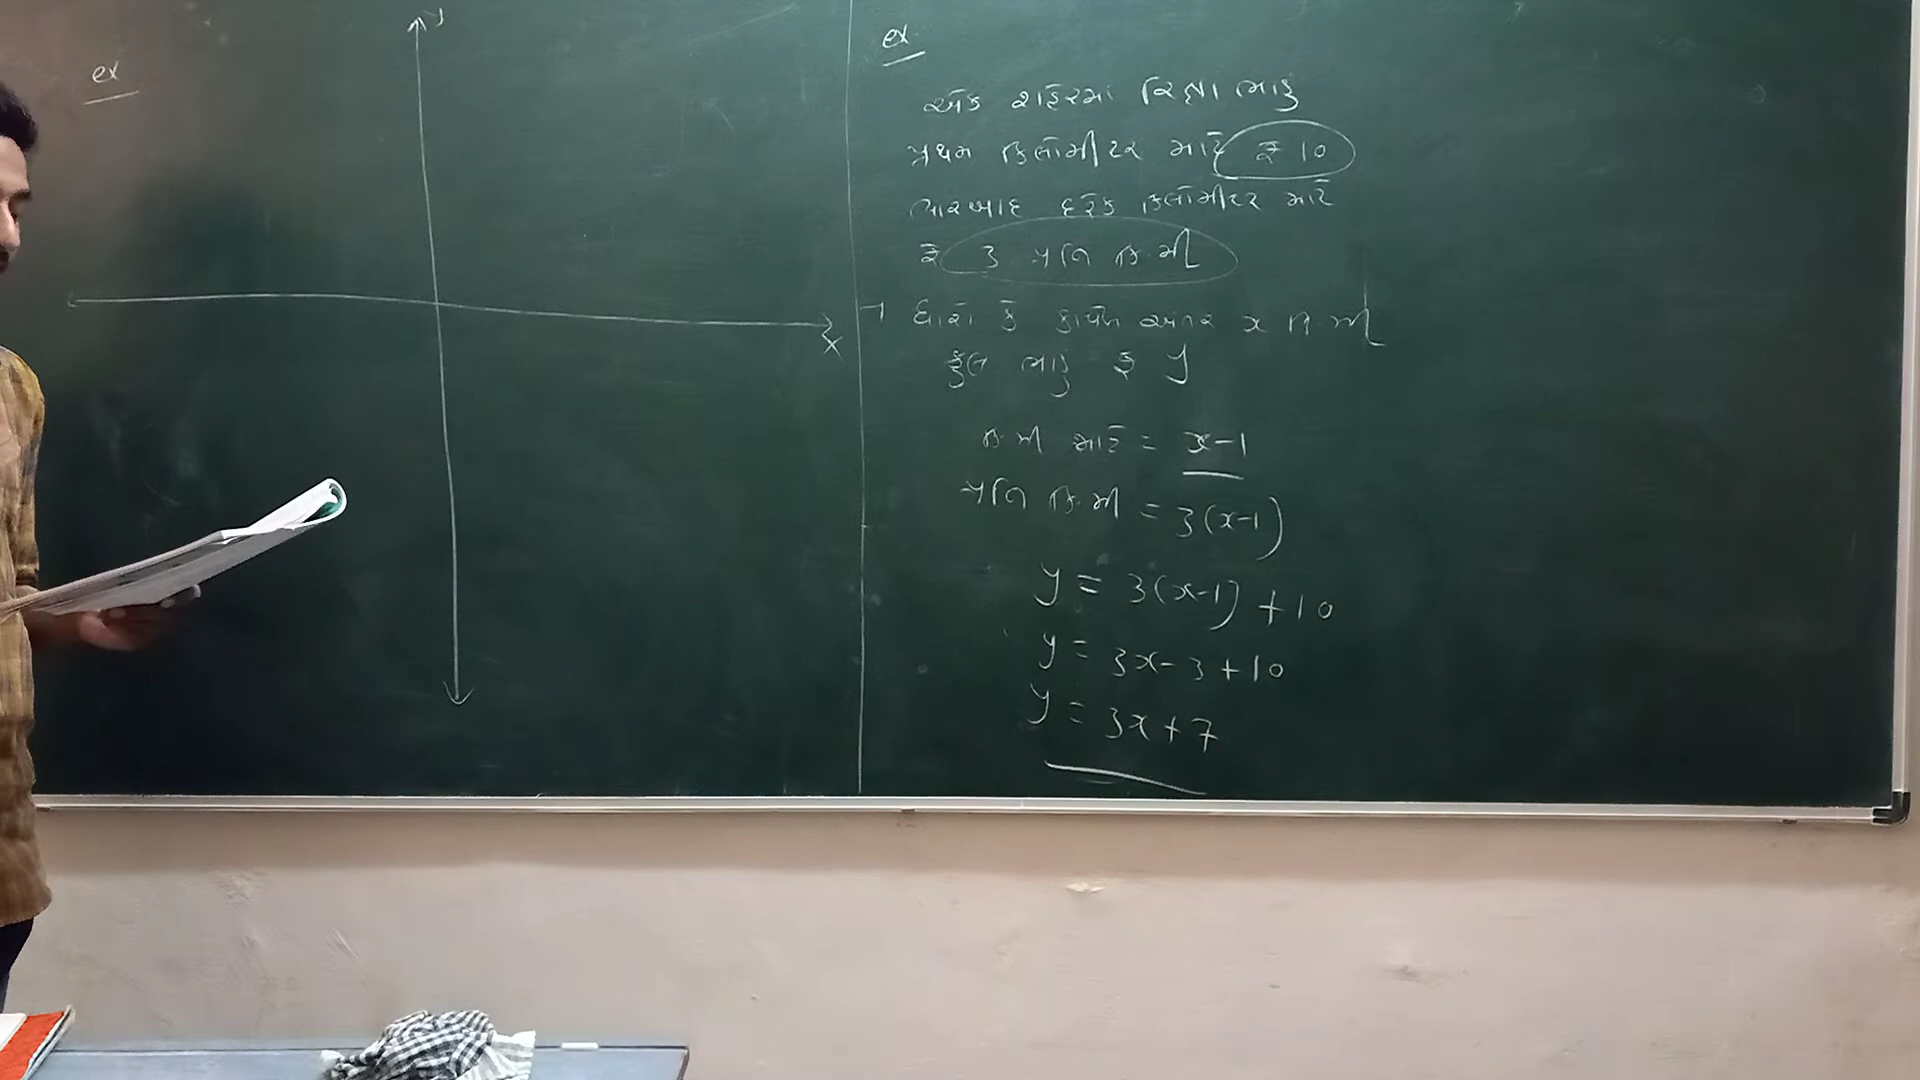 ex
y
x
ex
એક શહેરમાં રિક્ષા ભાડું
પ્રથમ કિલોમીટર માટે ₹ 10
ત્યારબાદ દરેક કિલોમીટર માટે
₹ 3 પ્રતિ કિ.મી
→ ધારો કે કાપેલ અંતર x કિ.મી
કુલ ભાડું રૂ y
કિ.મી માટે = x-1
પ્રતિ કિ.મી = 3(x-1)
y = 3(x-1) + 10
y = 3x - 3 + 10
y = 3x + 7